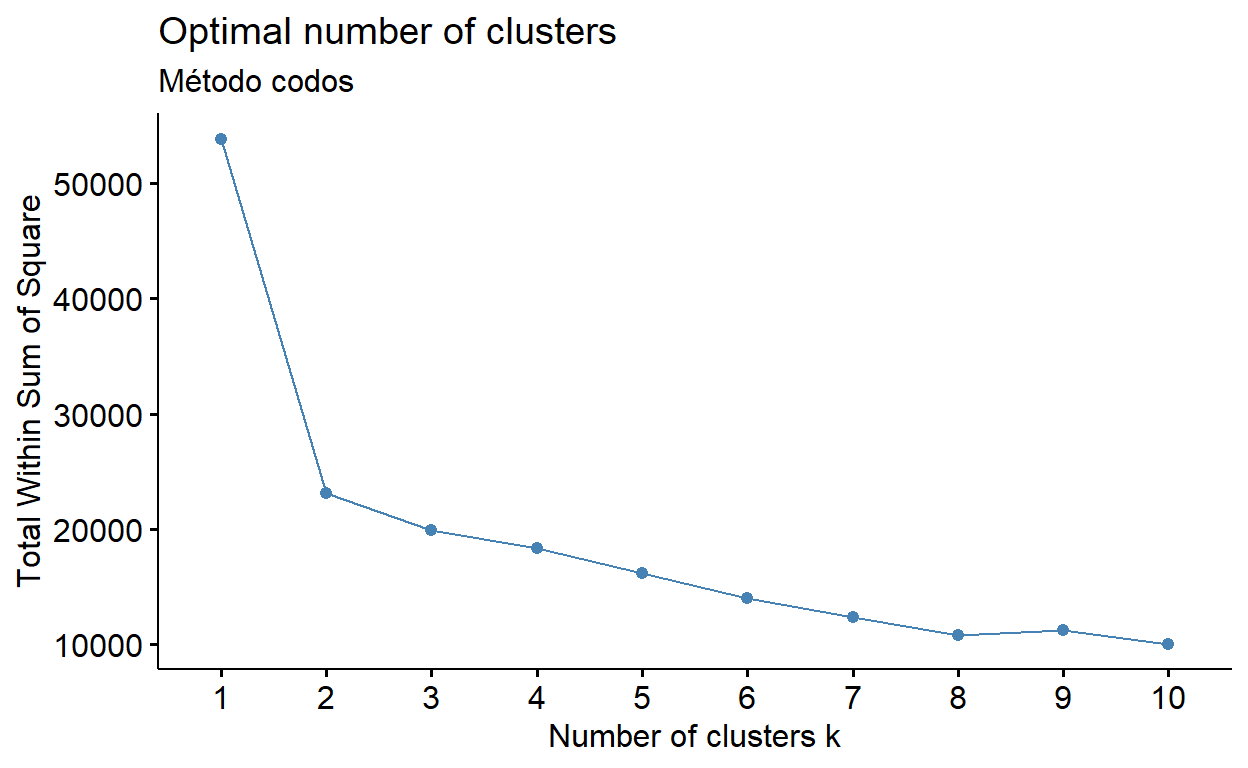 Optimal number of clusters
Método codos
Total Within Sum of Square
50000
40000
30000
20000
10000
1 2 3 4 5 6 7 8 9 10
Number of clusters k